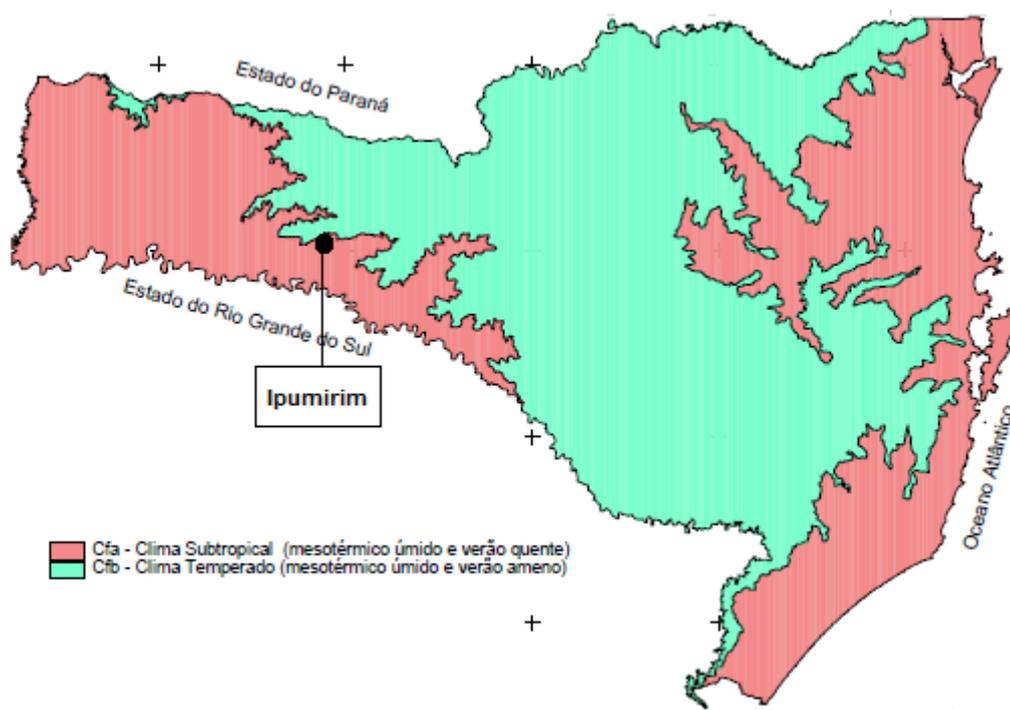 Estado do Paraná
Estado do Rio Grande do Sul
Ipumirim
Oceano Atlântico
Cfa - Clima Subtropical (mesotérmico úmido e verão quente)
Cfb - Clima Temperado (mesotérmico úmido e verão ameno)